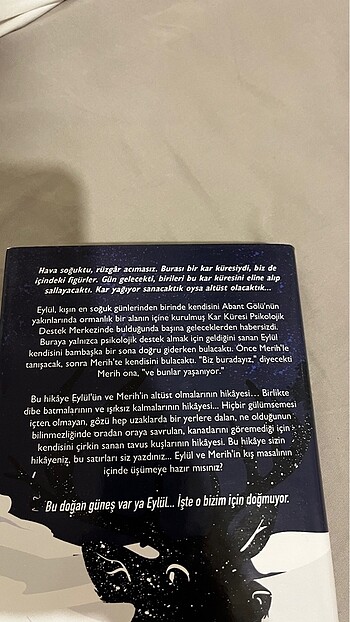 Hava soğuktu, rüzgâr acımasız. Burası bir kar küresiydi, biz de
içindeki figürler. Gün gelecekti, birileri bu kar küresini eline alıp
sallayacaktı. Kar yağıyor sanacaktık oysa altüst olacaktık...
Eylül, kışın en soğuk günlerinden birinde kendisini Abant Gölü'nün
yakınlarında ormanlık bir alanın içine kurulmuş Kar Küresi Psikolojik
Destek Merkezinde bulduğunda başına geleceklerden habersizdi.
Buraya yalnızca psikolojik destek almak için geldiğini sanan Eylül
kendisini bambaşka bir sona doğru giderken bulacaktı. Önce Merih'le
tanışacak, sonra Merih'te kendisini bulacaktı. "Biz buradayız," diyecekti
Merih ona, "ve bunlar yaşanıyor."
Bu hikâye Eylül'ün ve Merih'in altüst olmalarının hikâyesi... Birlikte
dibe batmalarının ve ışıksız kalmalarının hikâyesi... Hiçbir gülümsemesi
içten olmayan, gözü hep uzaklarda bir yerlere dalan, ne olduğunun
bilinmezliğinde oradan oraya savrulan, kanatlarını göremediği için
kendisini çirkin sanan tavus kuşlarının hikâyesi. Bu hikâye sizin
hikâyeniz, bu satırları siz yazdınız... Eylül ve Merih'in kış masalının
içinde üşümeye hazır mısınız?
Bu doğan güneş var ya Eylül... İşte o bizim için doğmuyor.